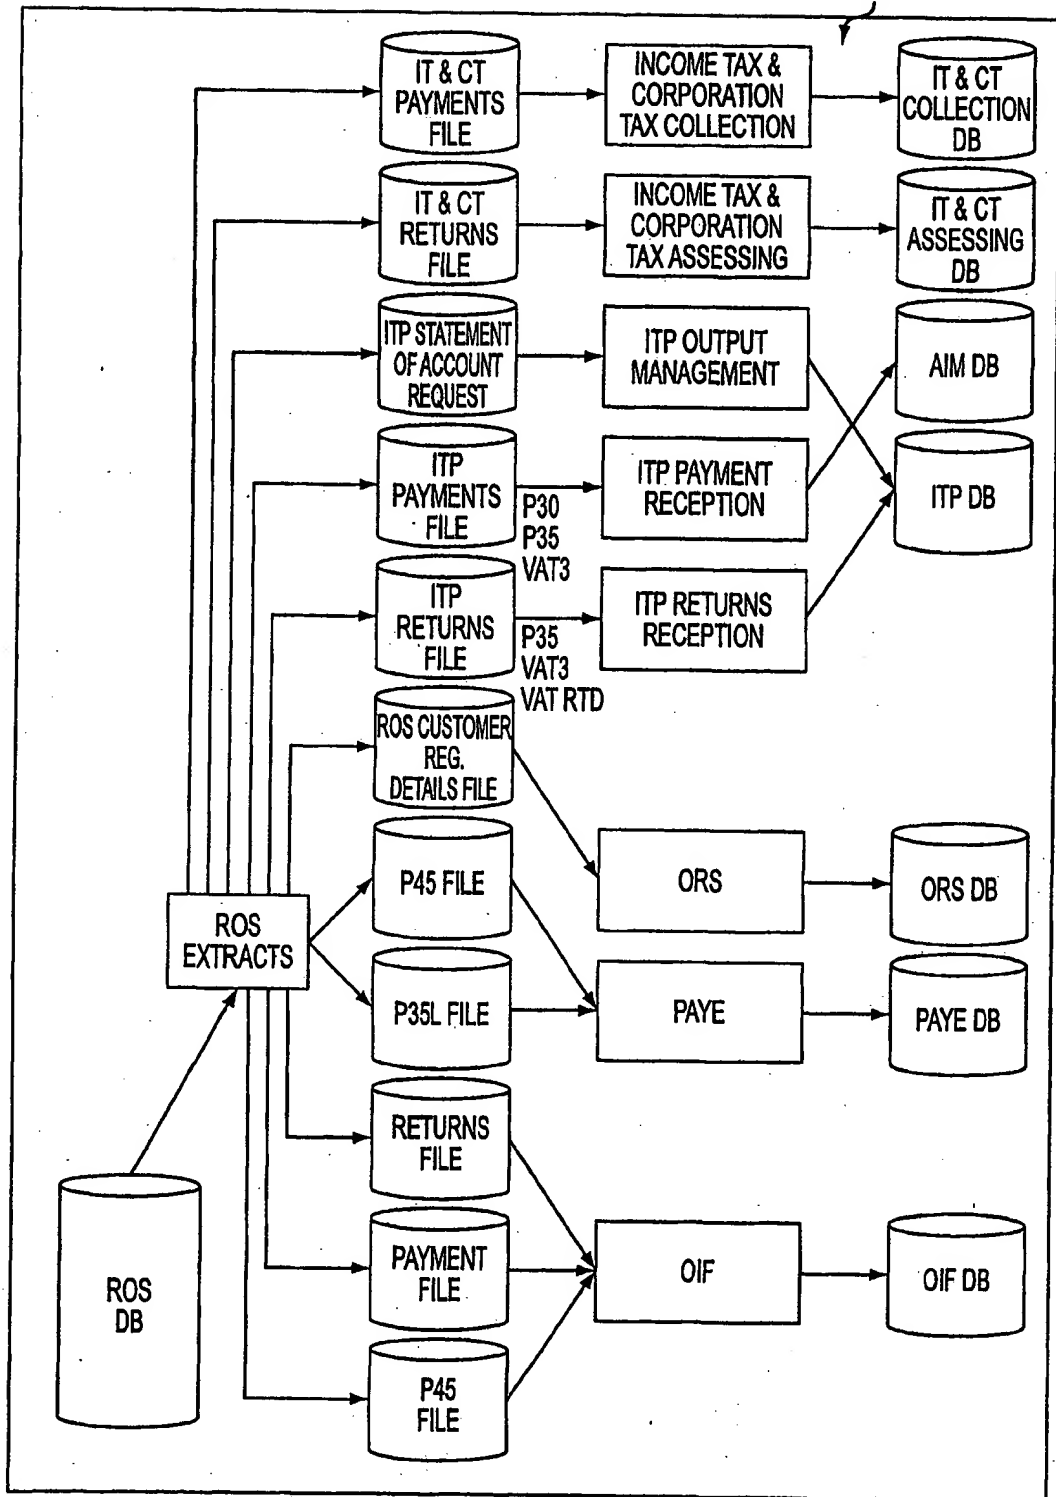 IT & CT
PAYMENTS
FILE
INCOME TAX &
CORPORATION
TAX COLLECTION
IT & CT
COLLECTION
DB
IT & CT
RETURNS
FILE
INCOME TAX &
CORPORATION
TAX ASSESSING
IT & CT
ASSESSING
DB
ITP STATEMENT
OF ACCOUNT
REQUEST
ITP OUTPUT
MANAGEMENT
AIM DB
ITP
PAYMENTS
FILE
P30
P35
VAT3
ITP PAYMENT
RECEPTION
ITP DB
ITP
RETURNS
FILE
P35
VAT3
VAT RTD
ITP RETURNS
RECEPTION
ROS CUSTOMER
REG.
DETAILS FILE
P45 FILE
ORS
ORS DB
ROS
EXTRACTS
P35L FILE
PAYE
PAYE DB
RETURNS
FILE
ROS
DB
PAYMENT
FILE
OIF
OIF DB
P45
FILE